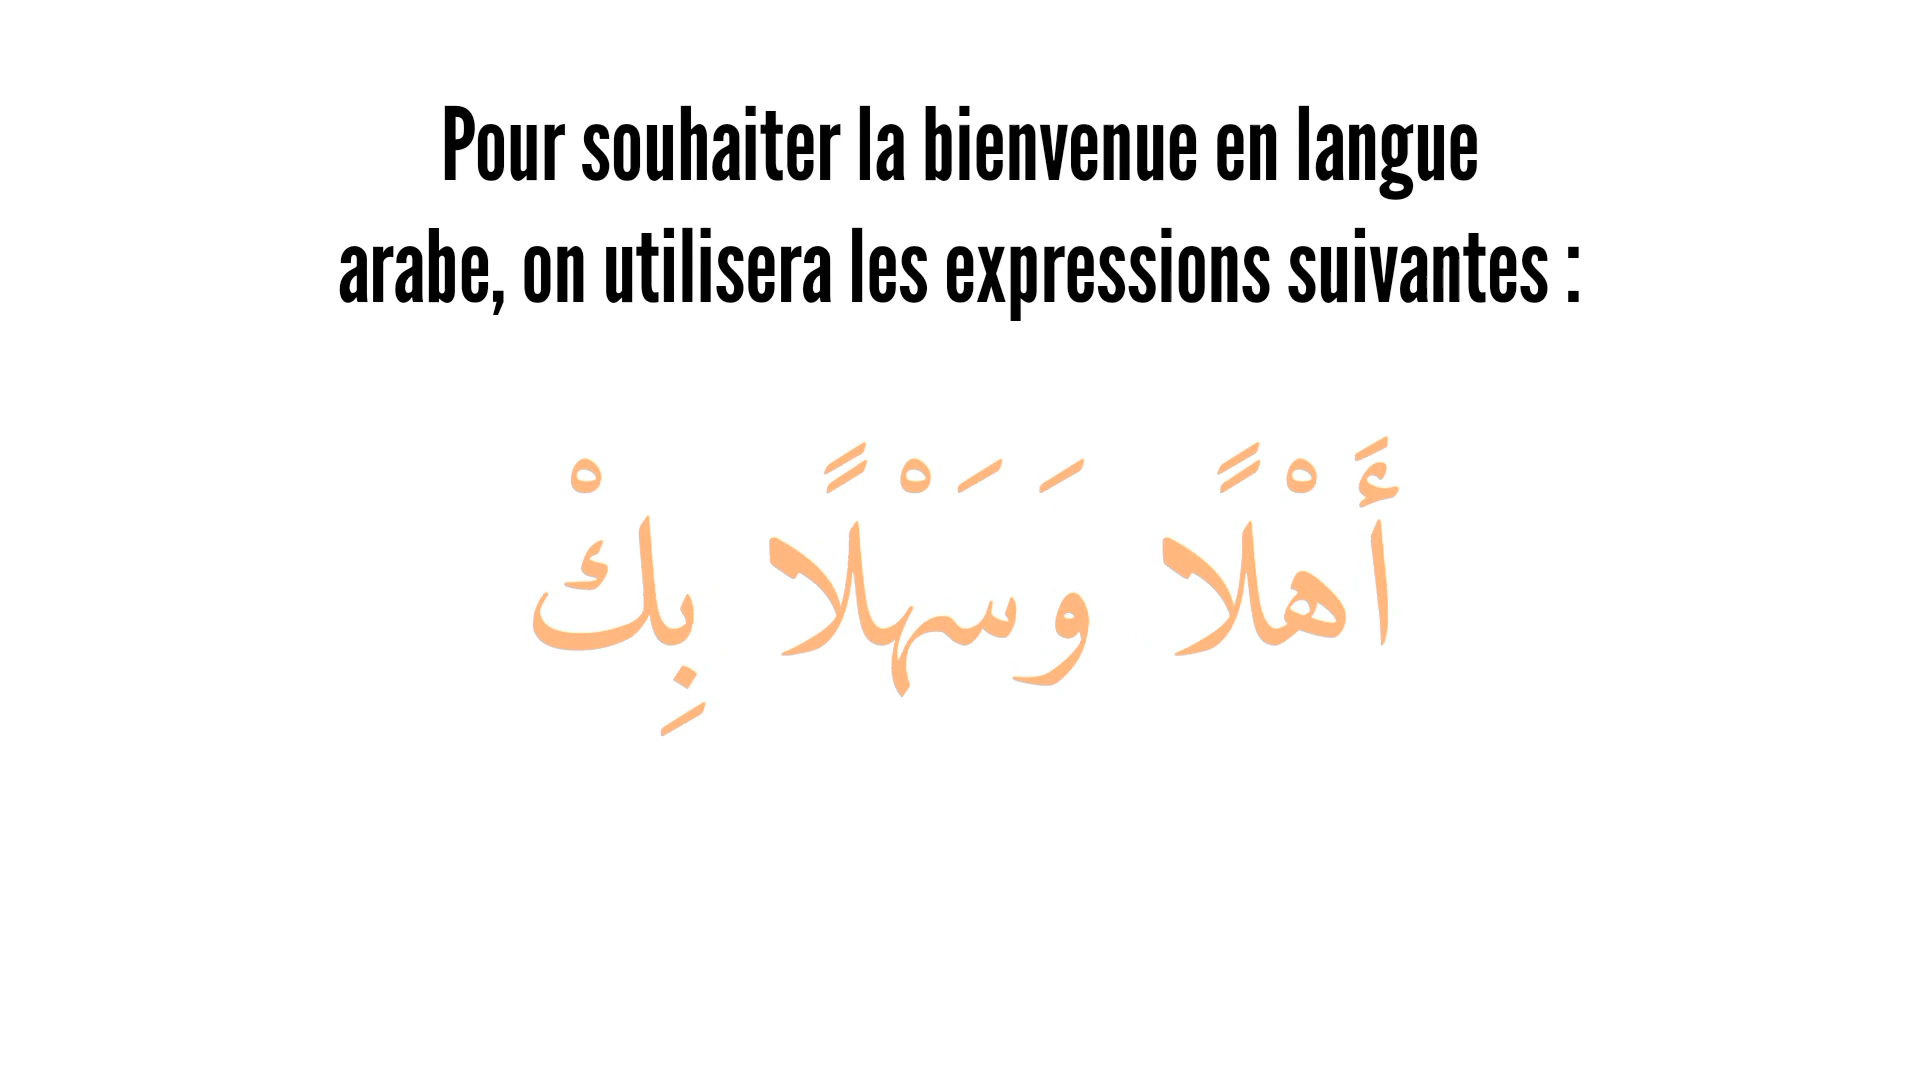 Pour souhaiter la bienvenue en langue
arabe, on utilisera les expressions suivantes :
أَهْلًا وَسَهْلًا بِكْ